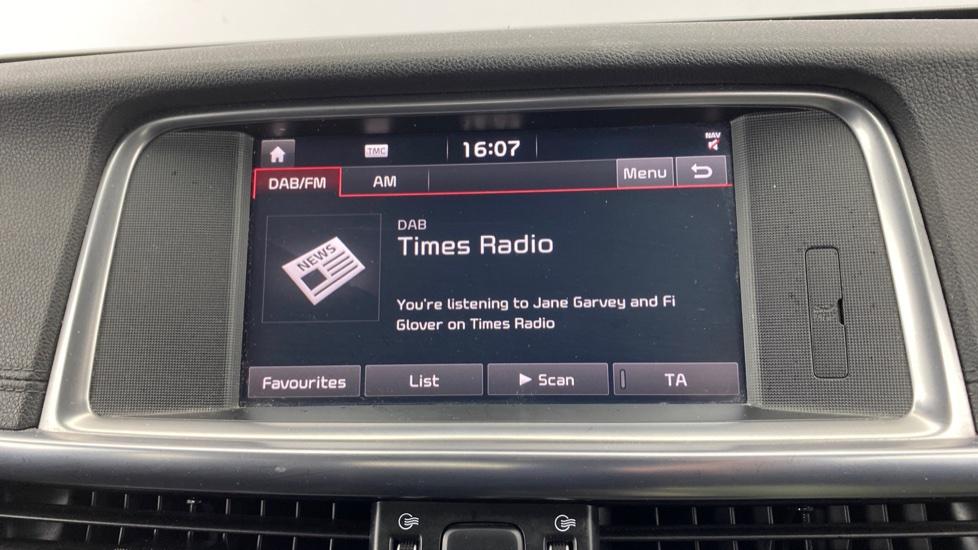 TMC
16:07
NAV
DAB/FM
AM
Menu
DAB
Times Radio
NEWS
You're listening to Jane Garvey and Fi
Glover on Times Radio
Favourites
List
Scan
TA